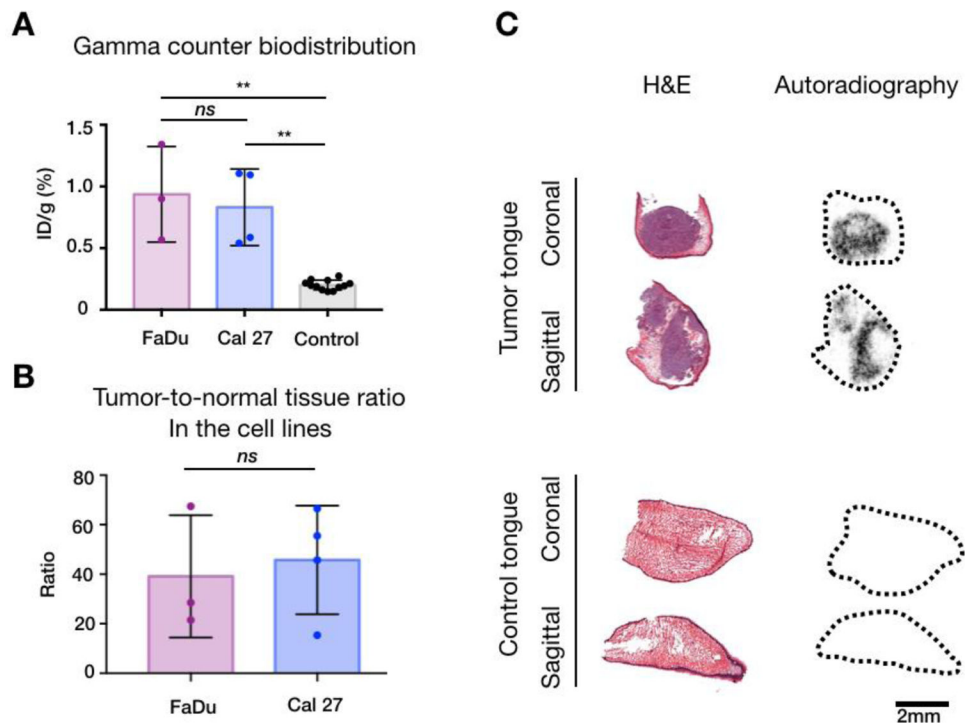 A
Gamma counter biodistribution
**
ns
**
1.5
1.0
0.5
0
ID/g (%)
FaDu
Cal 27
Control
B
Tumor-to-normal tissue ratio
In the cell lines
ns
80
60
40
20
0
Ratio
FaDu
Cal 27
C
H&E
Autoradiography
Tumor tongue
Coronal
Sagittal
Control tongue
Coronal
Sagittal
2mm